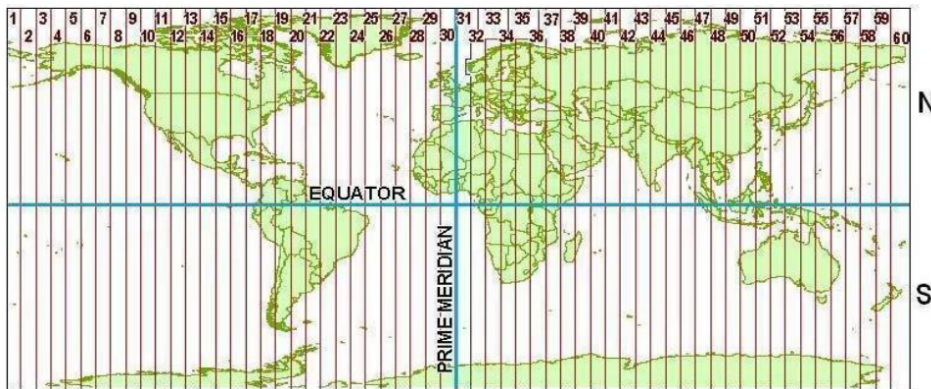 1 3 5 7 9 11 13 15 17 19 21 23 25 27 29 31 33 35 37 39 41 43 45 47 49 51 53 55 57 59
2 4 6 8 10 12 14 16 18 20 22 24 26 28 30 32 34 36 38 40 42 44 46 48 50 52 54 56 58 60
N
EQUATOR
PRIME MERIDIAN
S